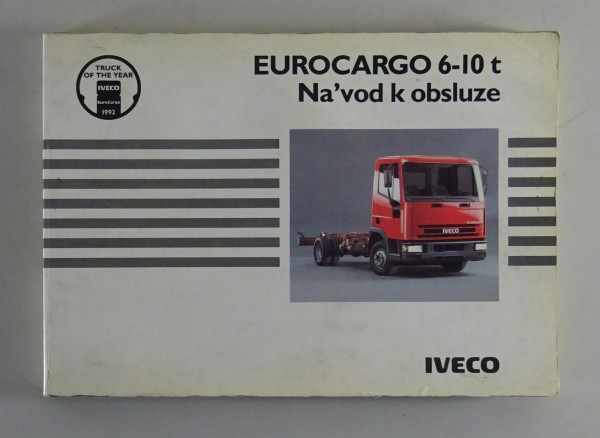 TRUCK
OF THE YEAR
IVECO
EuroCargo
1992
EUROCARGO 6-10 t
Na'vod k obsluze
IVECO
IVECO